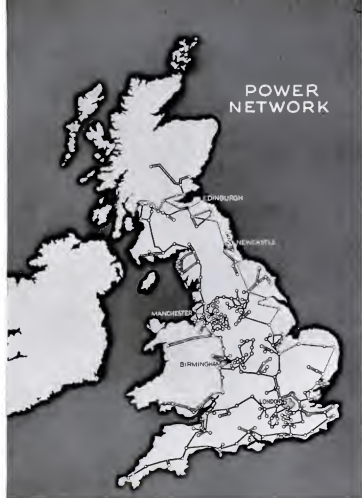 POWER
NETWORK
EDINBURGH
NEWCASTLE
MANCHESTER
BIRMINGHAM
LONDON